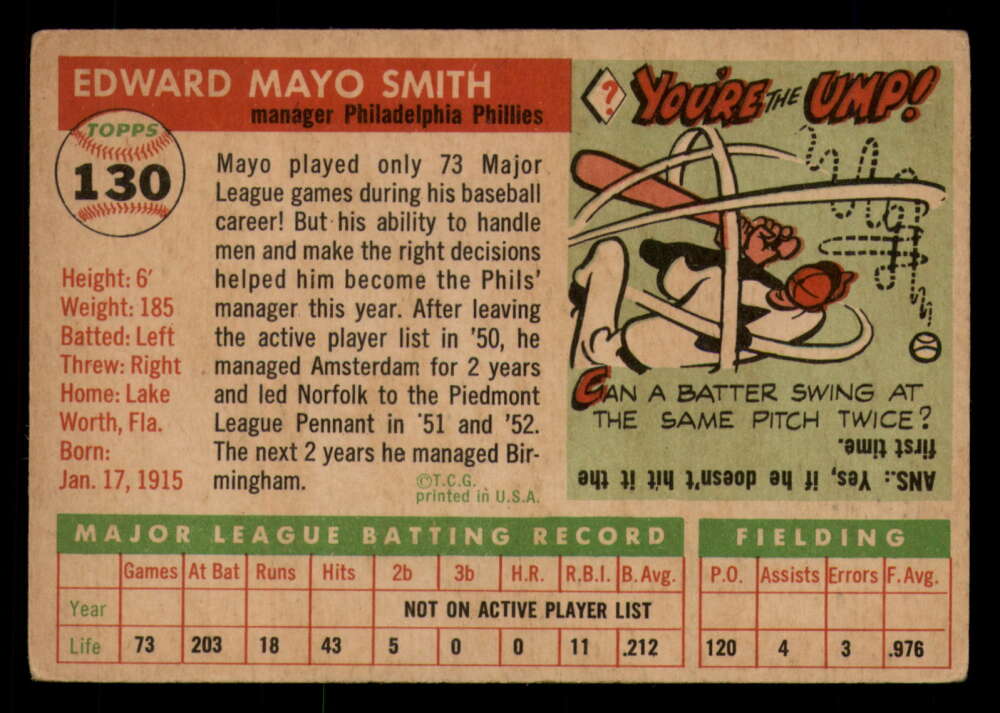 EDWARD MAYO SMITH
manager Philadelphia Phillies
TOPPS
130
Height: 6'
Weight: 185
Batted: Left
Threw: Right
Home: Lake
Worth, Fla.
Born:
Jan. 17, 1915
Mayo played only 73 Major
League games during his baseball
career! But his ability to handle
men and make the right decisions
helped him become the Phils'
manager this year. After leaving
the active player list in '50, he
managed Amsterdam for 2 years
and led Norfolk to the Piedmont
League Pennant in '51 and '52.
The next 2 years he managed Bir-
mingham.
©T.C.G.
printed in U.S.A.
? YOU'RE THE UMP!
CAN A BATTER SWING AT
THE SAME PITCH TWICE?
ANS.: Yes, if he doesn't hit it the
first time.
MAJOR LEAGUE BATTING RECORD
Games At Bat Runs Hits 2b 3b H.R. R.B.I. B. Avg.
Year NOT ON ACTIVE PLAYER LIST
Life 73 203 18 43 5 0 0 11 .212
FIELDING
P.O. Assists Errors F. Avg.
120 4 3 .976